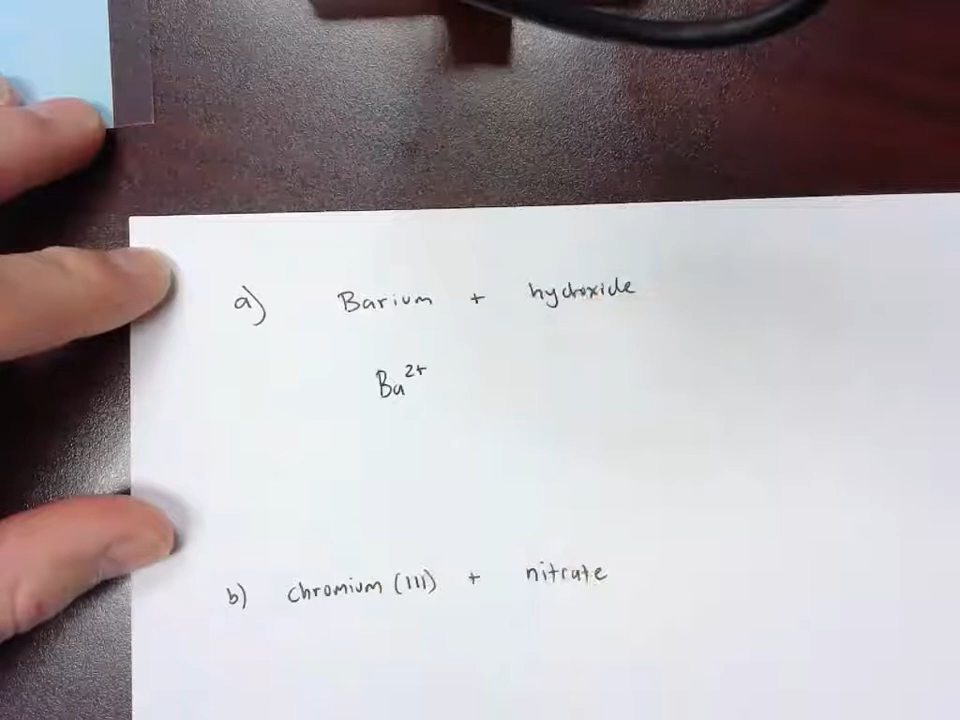 a) Barium + hydroxide
Ba²⁺
b) chromium (III) + nitrate